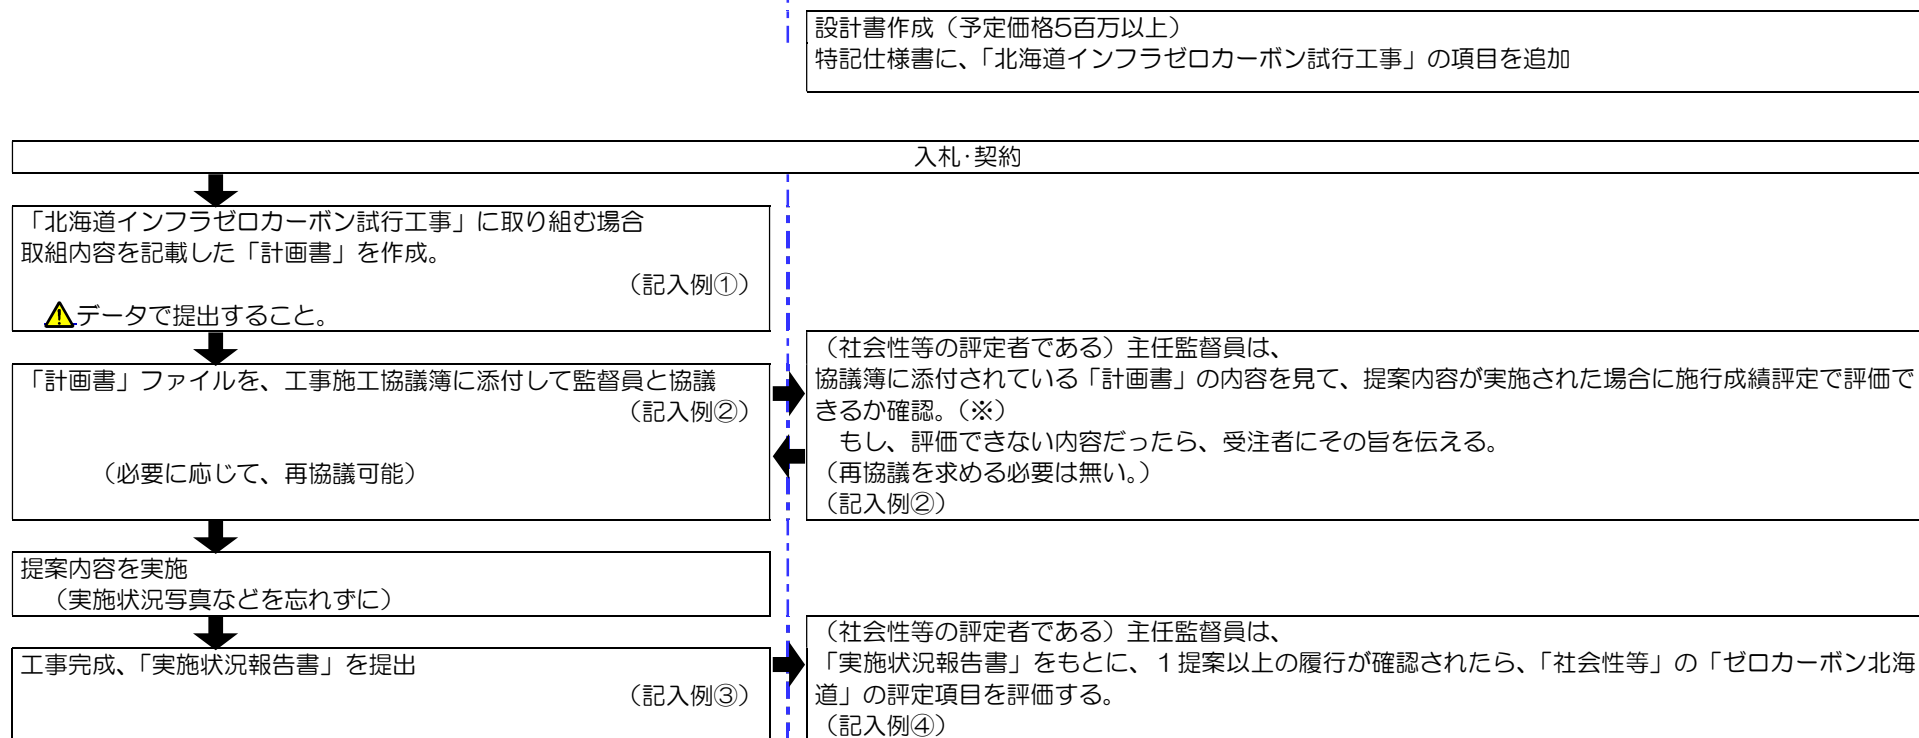 設計書作成（予定価格5百万以上）
特記仕様書に、「北海道インフラゼロカーボン試行工事」の項目を追加
入札･契約
「北海道インフラゼロカーボン試行工事」に取り組む場合
取組内容を記載した「計画書」を作成。
（記入例①）
データで提出すること。
「計画書」ファイルを、工事施工協議簿に添付して監督員と協議
（記入例②）
（必要に応じて、再協議可能）
（社会性等の評定者である）主任監督員は、
協議簿に添付されている「計画書」の内容を見て、提案内容が実施された場合に施行成績評定で評価で
きるか確認。（※）
もし、評価できない内容だったら、受注者にその旨を伝える。
（再協議を求める必要は無い。）
（記入例②）
提案内容を実施
（実施状況写真などを忘れずに）
工事完成、「実施状況報告書」を提出
（記入例③）
（社会性等の評定者である）主任監督員は、
「実施状況報告書」をもとに、１提案以上の履行が確認されたら、「社会性等」の「ゼロカーボン北海
道」の評定項目を評価する。
（記入例④）